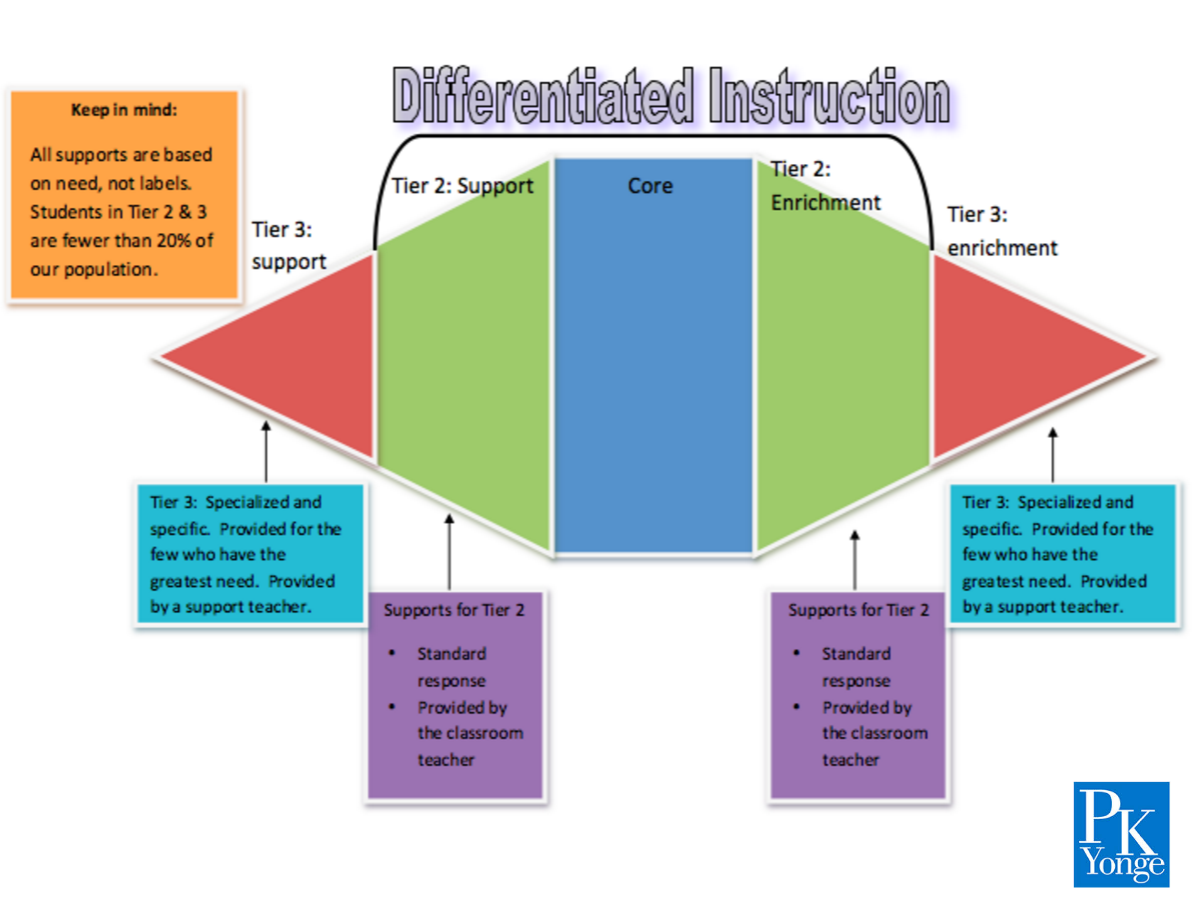 Differentiated Instruction
Keep in mind:
All supports are based
on need, not labels.
Students in Tier 2 & 3
are fewer than 20% of
our population.
Tier 3:
support
Tier 2: Support
Core
Tier 2:
Enrichment
Tier 3:
enrichment
Tier 3: Specialized and
specific. Provided for the
few who have the
greatest need. Provided
by a support teacher.
Supports for Tier 2
• Standard
response
• Provided by
the classroom
teacher
Supports for Tier 2
• Standard
response
• Provided by
the classroom
teacher
Tier 3: Specialized and
specific. Provided for the
few who have the
greatest need. Provided
by a support teacher.
PK
Yonge